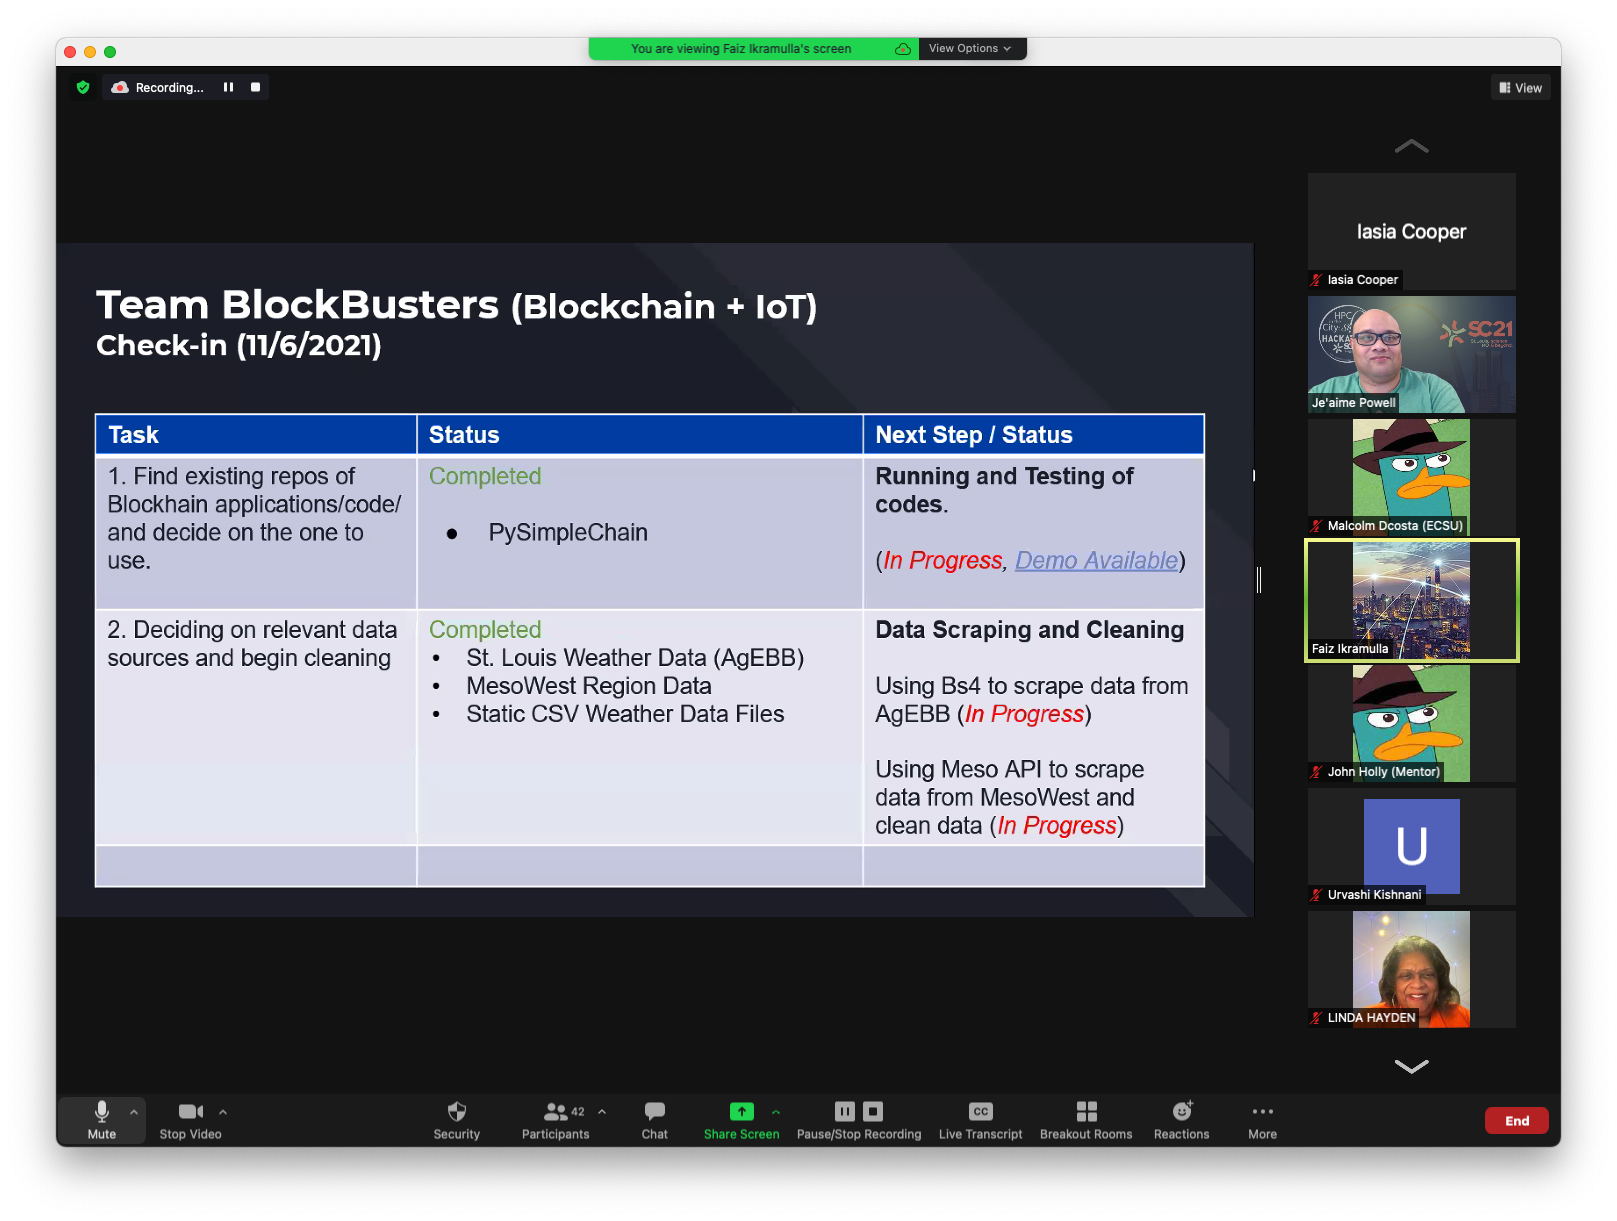 You are viewing Faiz Ikramulla's screen
View Options
Recording...
View
Team BlockBusters (Blockchain + IoT)
Check-in (11/6/2021)
Task
Status
Next Step / Status
1. Find existing repos of
Blockhain applications/code/
and decide on the one to
use.
Completed
● PySimpleChain
Running and Testing of
codes.
(In Progress, Demo Available)
2. Deciding on relevant data
sources and begin cleaning
Completed
• St. Louis Weather Data (AgEBB)
• MesoWest Region Data
• Static CSV Weather Data Files
Data Scraping and Cleaning
Using Bs4 to scrape data from
AgEBB (In Progress)
Using Meso API to scrape
data from MesoWest and
clean data (In Progress)
Iasia Cooper
Iasia Cooper
HPC
SC21
Je'aime Powell
Malcolm Dcosta (ECSU)
Faiz Ikramulla
John Holly (Mentor)
U
Urvashi Kishnani
LINDA HAYDEN
Mute
Stop Video
Security
42
Participants
Chat
Share Screen
Pause/Stop Recording
CC
Live Transcript
Breakout Rooms
Reactions
More
End